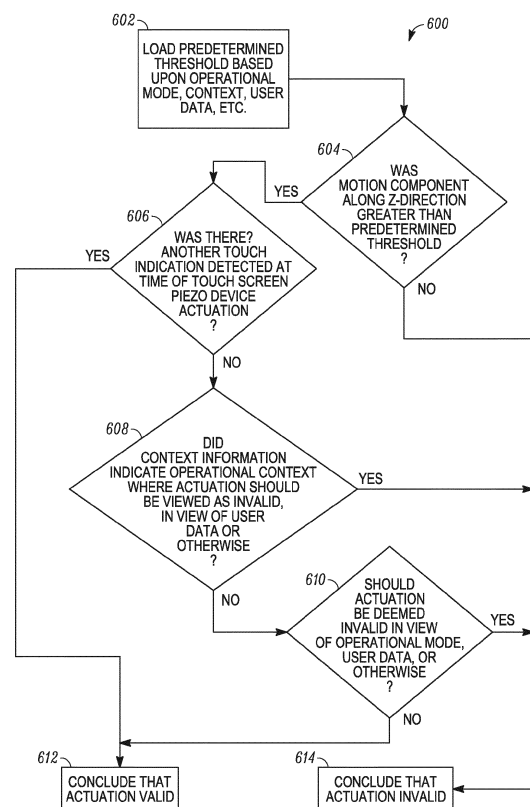 602
600
LOAD PREDETERMINED
THRESHOLD BASED
UPON OPERATIONAL
MODE, CONTEXT, USER
DATA, ETC.
604
WAS
MOTION COMPONENT
ALONG Z-DIRECTION
GREATER THAN
PREDETERMINED
THRESHOLD
?
YES
NO
606
WAS THERE?
ANOTHER TOUCH
INDICATION DETECTED AT
TIME OF TOUCH SCREEN
PIEZO DEVICE
ACTUATION
?
YES
NO
608
DID
CONTEXT INFORMATION
INDICATE OPERATIONAL CONTEXT
WHERE ACTUATION SHOULD
BE VIEWED AS INVALID,
IN VIEW OF USER
DATA OR
OTHERWISE
?
YES
NO
610
SHOULD
ACTUATION
BE DEEMED
INVALID IN VIEW
OF OPERATIONAL MODE,
USER DATA, OR
OTHERWISE
?
YES
NO
612
CONCLUDE THAT
ACTUATION VALID
614
CONCLUDE THAT
ACTUATION INVALID